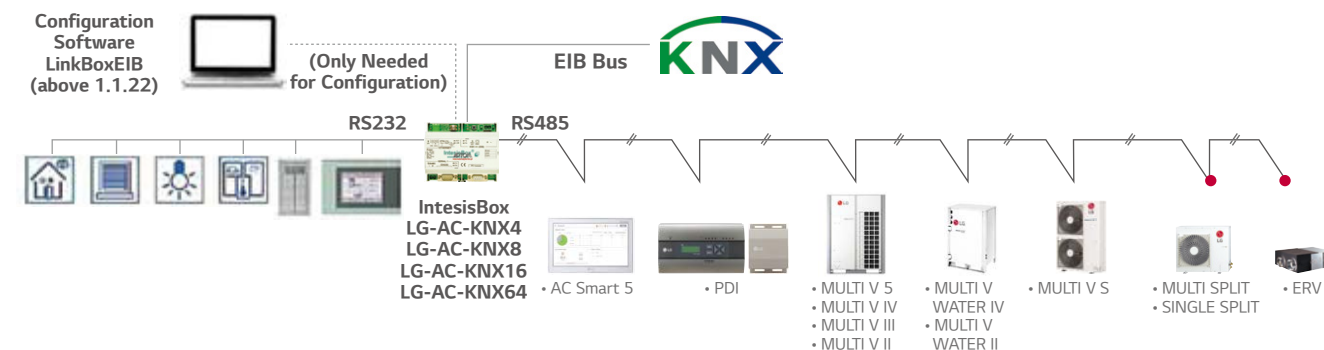 Configuration
Software
LinkBoxEIB
(above 1.1.22)
(Only Needed
for Configuration)
EIB Bus
KNX
RS232
RS485
IntesisBox
LG-AC-KNX4
LG-AC-KNX8
LG-AC-KNX16
LG-AC-KNX64
• AC Smart 5
• PDI
• MULTI V 5
• MULTI V IV
• MULTI V III
• MULTI V II
• MULTI V
WATER IV
• MULTI V
WATER II
• MULTI V S
• MULTI SPLIT
• SINGLE SPLIT
• ERV